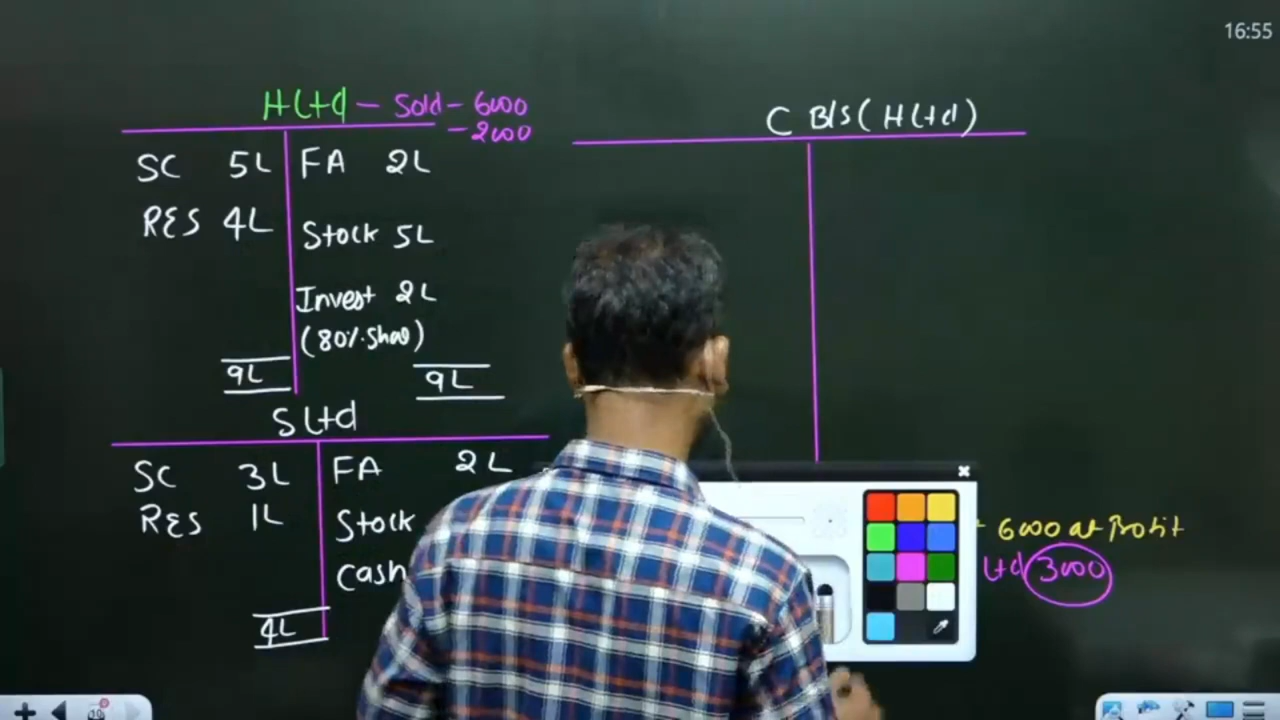 16:55
H Ltd - Sold - 6000
- 2000
SC 5L FA 2L
RES 4L Stock 5L
Invest 2L
(80% Shas)
9L 9L
S Ltd
SC 3L FA 2L
RES 1L Stock
Cash
4L
C B/S (H Ltd)
6000 at Profit
Ltd 3000